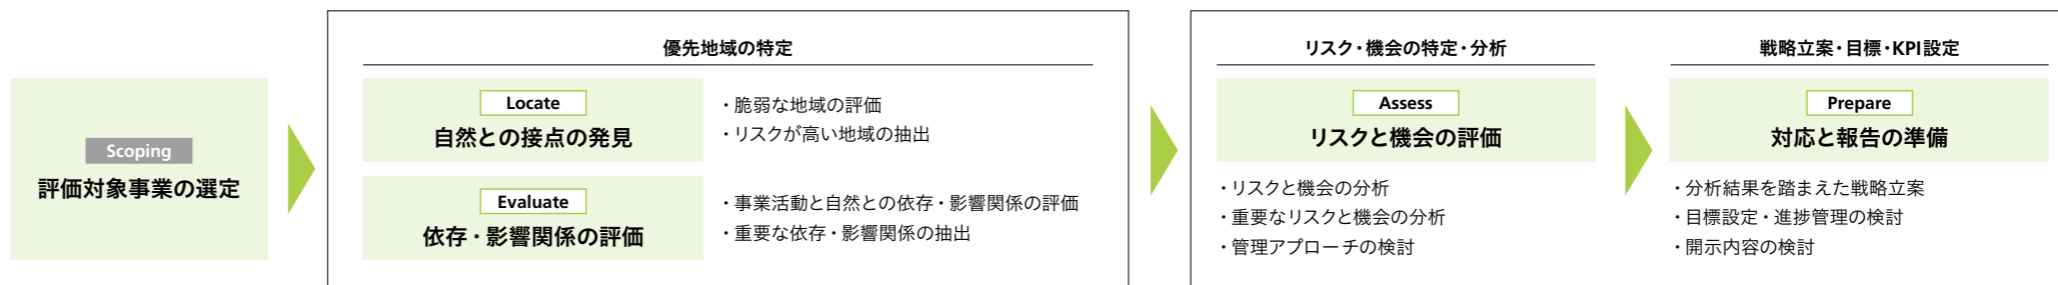 Scoping
評価対象事業の選定
優先地域の特定
Locate
自然との接点の発見
・脆弱な地域の評価
・リスクが高い地域の抽出
Evaluate
依存・影響関係の評価
・事業活動と自然との依存・影響関係の評価
・重要な依存・影響関係の抽出
リスク・機会の特定・分析
Assess
リスクと機会の評価
・リスクと機会の分析
・重要なリスクと機会の分析
・管理アプローチの検討
戦略立案・目標・KPI設定
Prepare
対応と報告の準備
・分析結果を踏まえた戦略立案
・目標設定・進捗管理の検討
・開示内容の検討